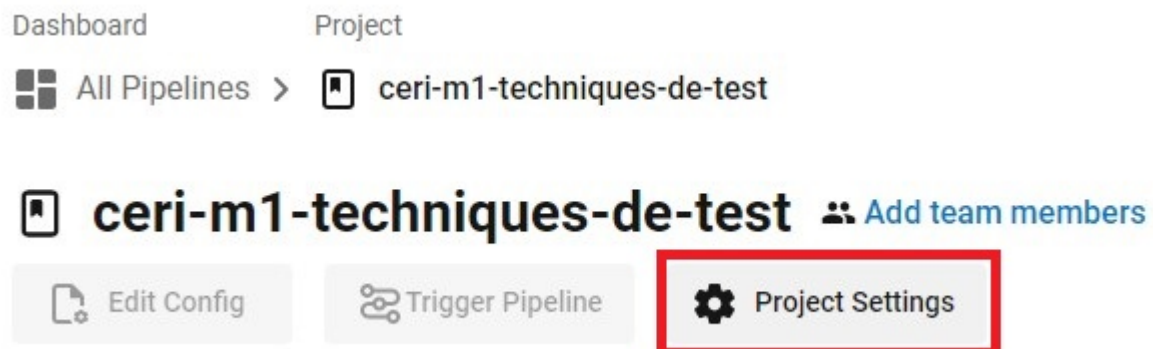 Dashboard Project
All Pipelines > ceri-m1-techniques-de-test
ceri-m1-techniques-de-test Add team members
Edit Config Trigger Pipeline Project Settings